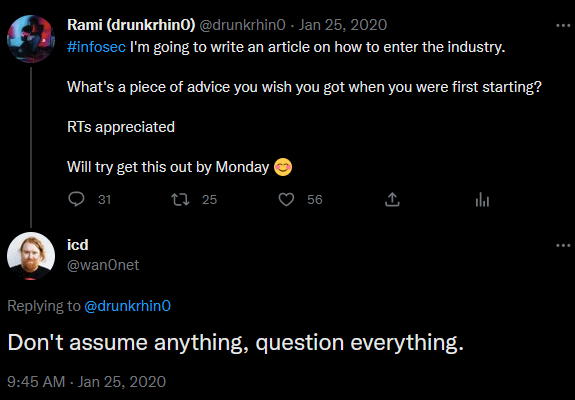 Rami (drunkrhin0) @drunkrhin0 · Jan 25, 2020
#infosec I'm going to write an article on how to enter the industry.
What's a piece of advice you wish you got when you were first starting?
RTs appreciated
Will try get this out by Monday 😊
31 25 56
icd
@wan0net
Replying to @drunkrhin0
Don't assume anything, question everything.
9:45 AM · Jan 25, 2020